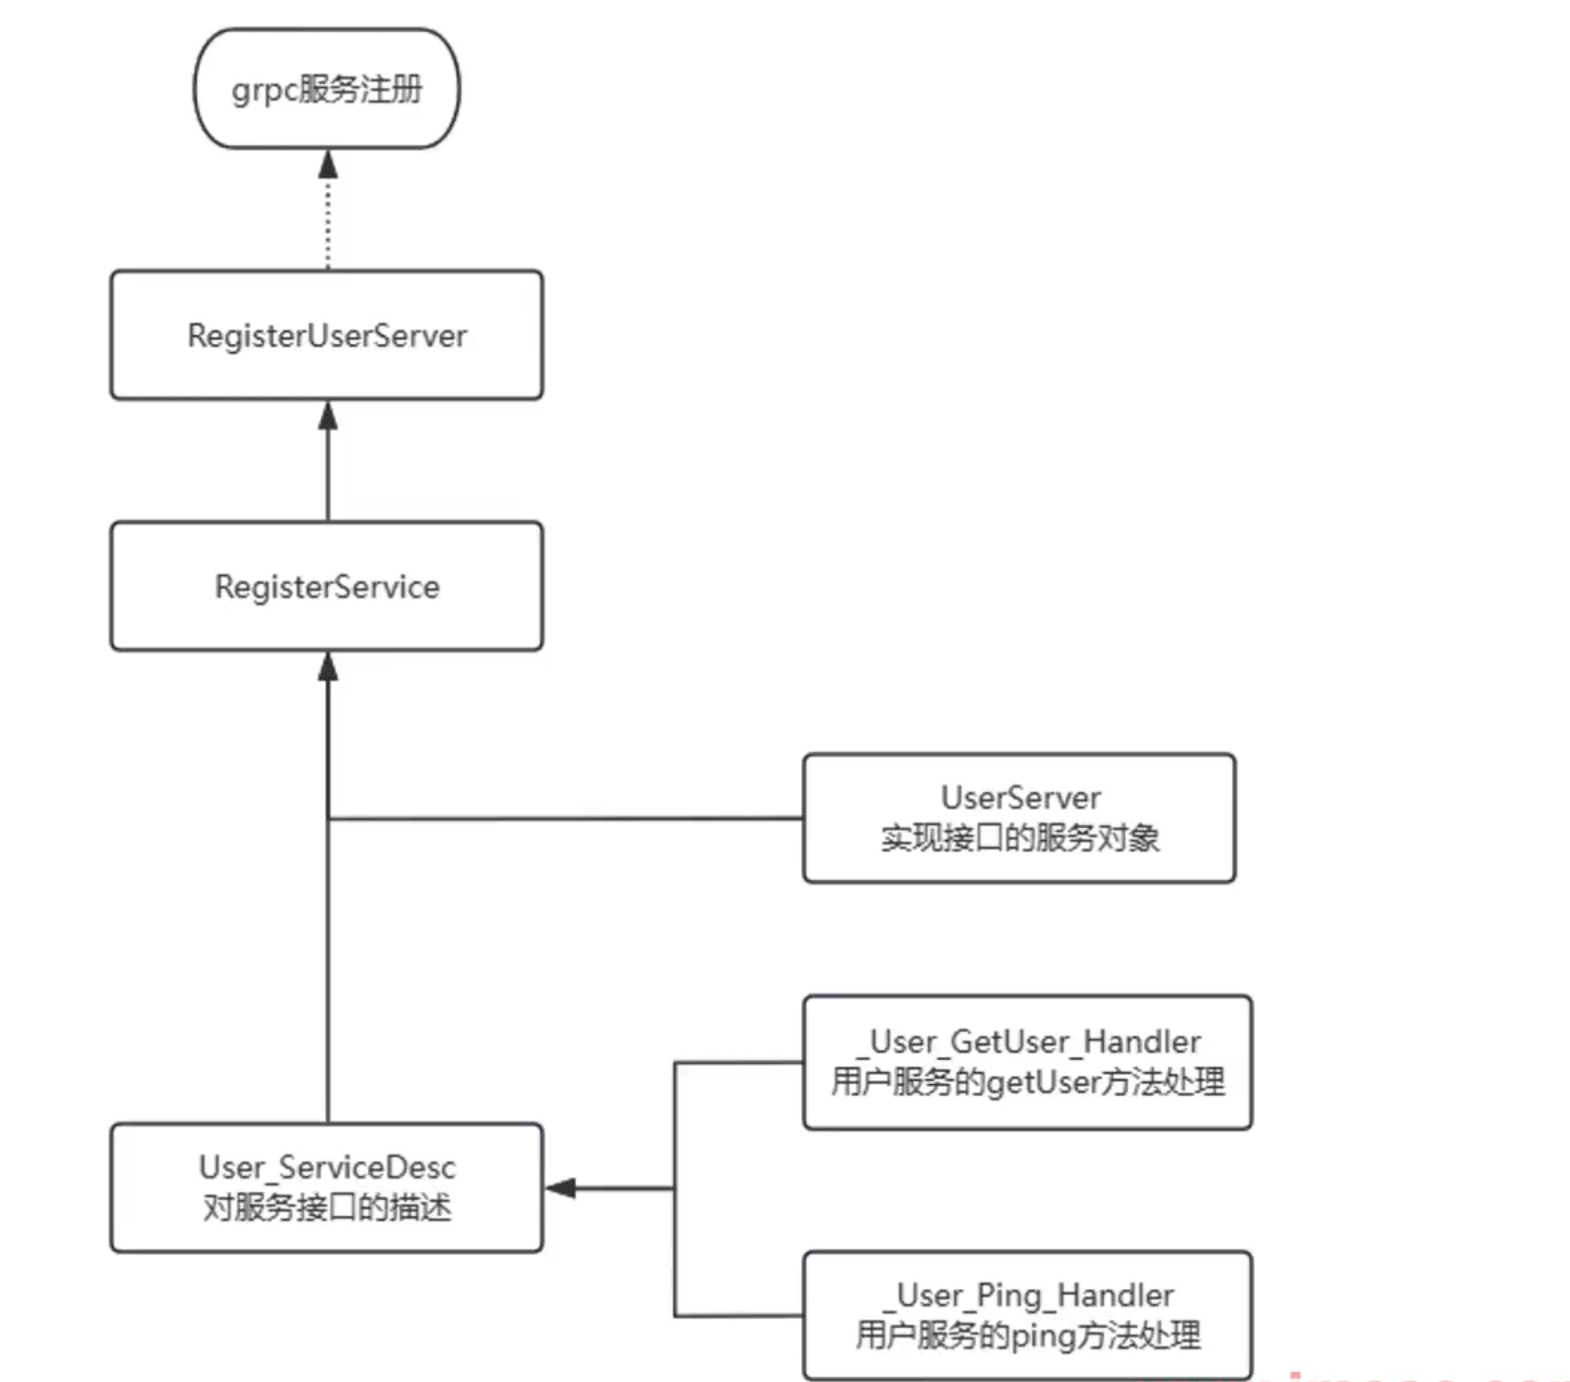 grpc服务注册
RegisterUserServer
RegisterService
UserServer
实现接口的服务对象
_User_GetUser_Handler
用户服务的getUser方法处理
User_ServiceDesc
对服务接口的描述
_User_Ping_Handler
用户服务的ping方法处理